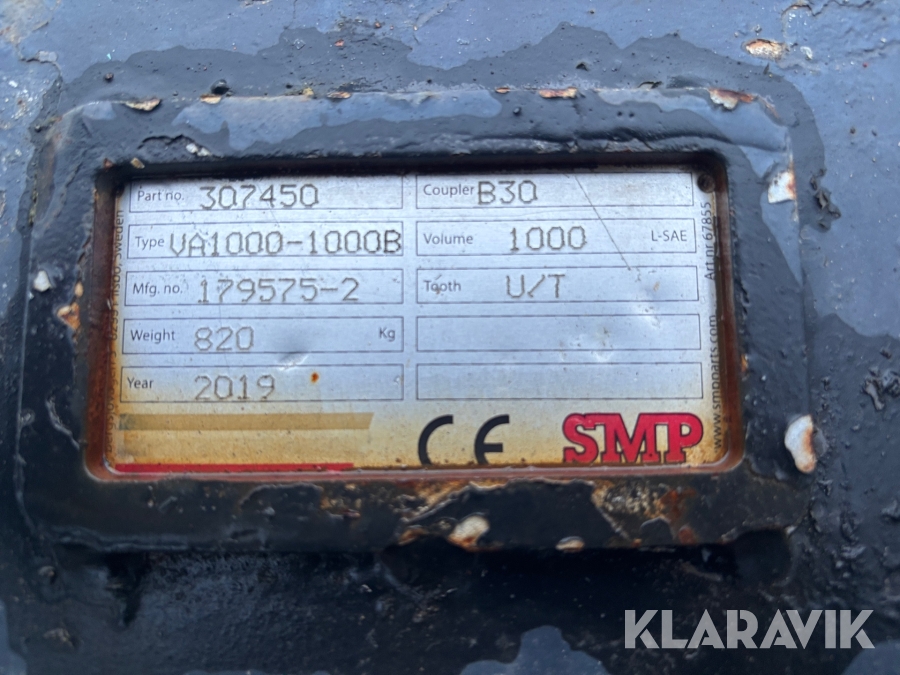 Part no. 307450
Coupler B30
Type VA1000-1000B
Volume 1000 L-SAE
Mfg. no. 179575-2
Tooth U/T
Weight 820 Kg
Year 2019
CE SMP
Sweden
Art nr 67855
www.smpparts.com
KLARAVIK